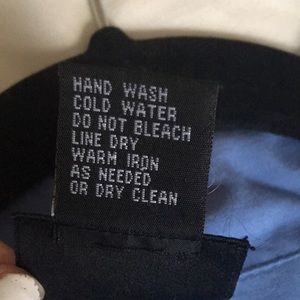 HAND WASH
COLD WATER
DO NOT BLEACH
LINE DRY
WARM IRON
AS NEEDED
OR DRY CLEAN